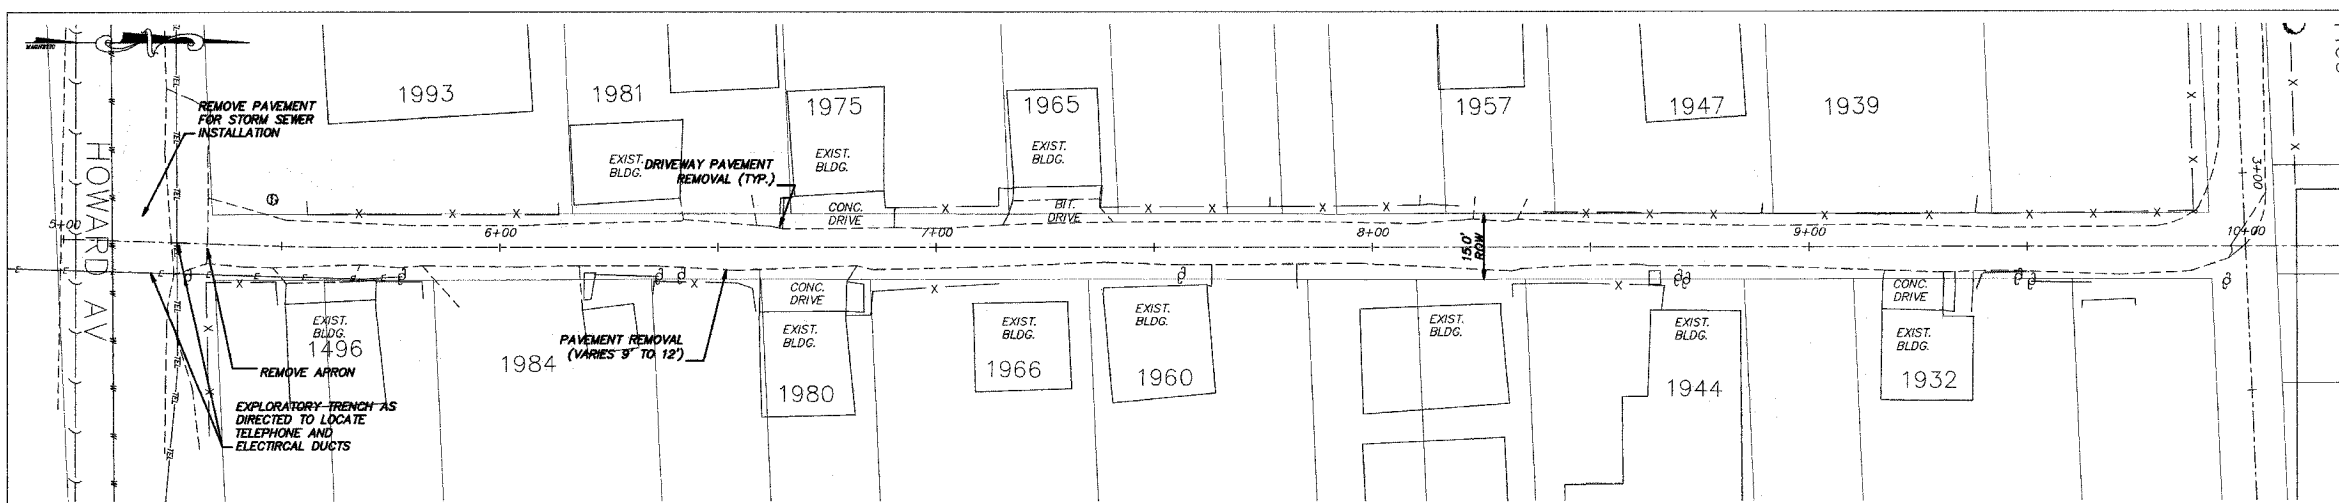 1993
1981
1975
1965
1957
1947
1939
REMOVE PAVEMENT
FOR STORM SEWER
INSTALLATION
HOWARD AV
EXIST.
BLDG.
DRIVEWAY PAVEMENT
REMOVAL (TYP.)
EXIST.
BLDG.
EXIST.
BLDG.
CONC.
DRIVE
BIT.
DRIVE
5+00
6+00
7+00
8+00
9+00
10+00
3+00
15.0'
ROW
EXIST.
BLDG.
1496
1984
PAVEMENT REMOVAL
(VARIES 9' TO 12')
CONC.
DRIVE
EXIST.
BLDG.
1980
EXIST.
BLDG.
1966
EXIST.
BLDG.
1960
EXIST.
BLDG.
EXIST.
BLDG.
1944
CONC.
DRIVE
EXIST.
BLDG.
1932
REMOVE APRON
EXPLORATORY TRENCH AS
DIRECTED TO LOCATE
TELEPHONE AND
ELECTIRCAL DUCTS